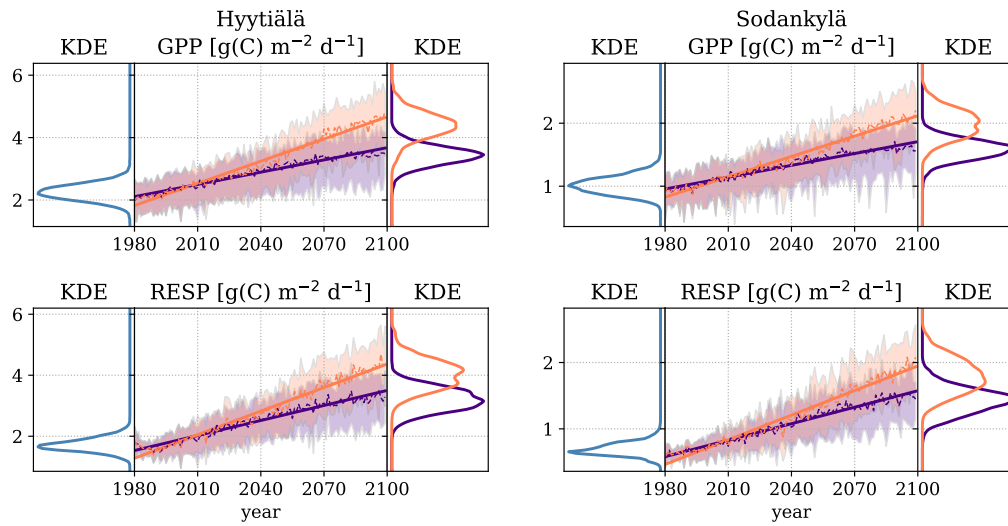 Hyytiälä
KDE GPP [g(C) m⁻² d⁻¹] KDE
6
4
2
1980 2010 2040 2070 2100
KDE RESP [g(C) m⁻² d⁻¹] KDE
6
4
2
1980 2010 2040 2070 2100
year
Sodankylä
KDE GPP [g(C) m⁻² d⁻¹] KDE
2
1
1980 2010 2040 2070 2100
KDE RESP [g(C) m⁻² d⁻¹] KDE
2
1
1980 2010 2040 2070 2100
year